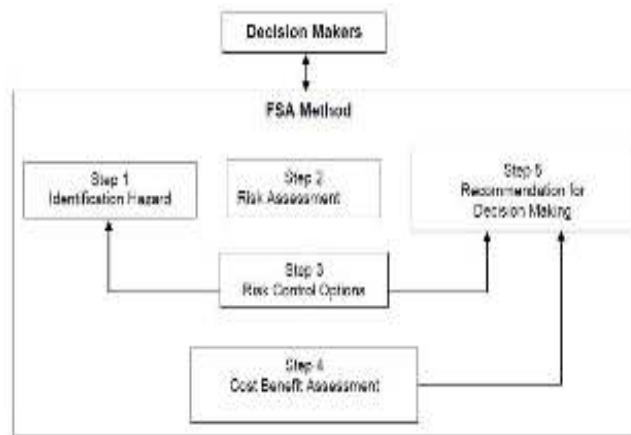 Decision Makers
FSA Method
Step 1
Identification Hazard
Step 2
Risk Assessment
Step 5
Recommendation for
Decision Making
Step 3
Risk Control Options
Step 4
Cost Benefit Assessment